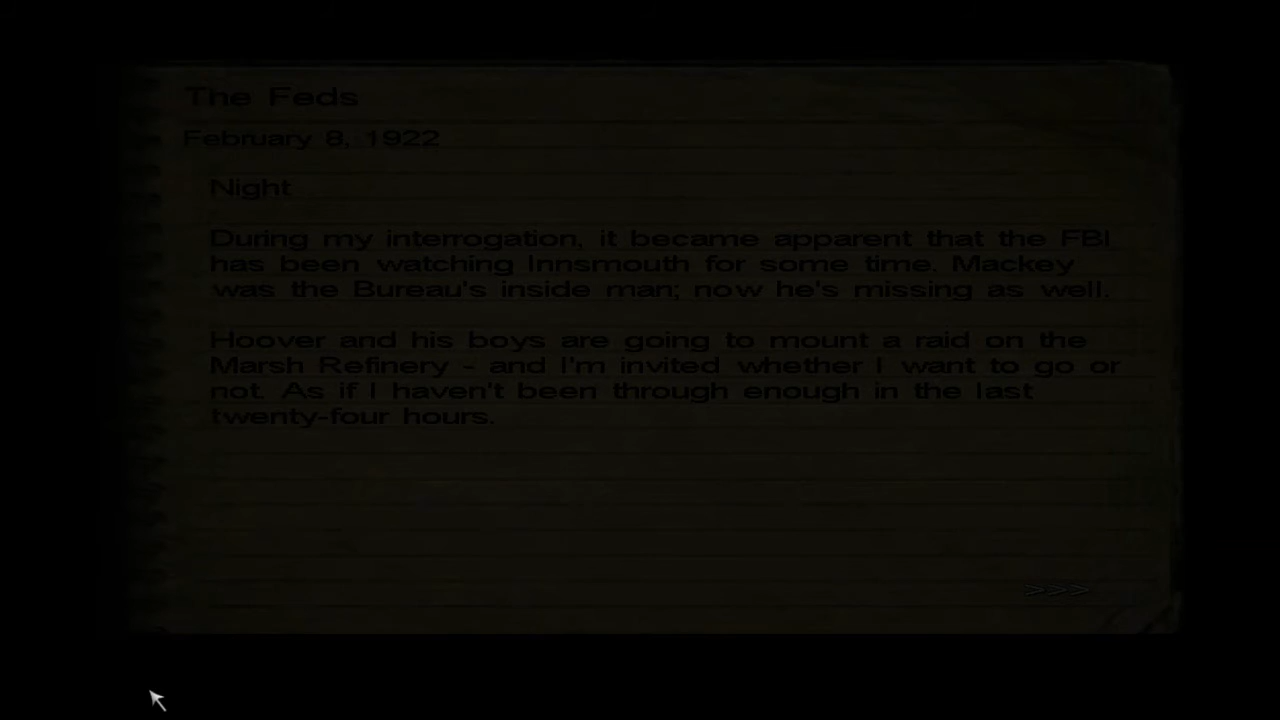 The Feds
February 8, 1922
Night
During my interrogation, it became apparent that the FBI
has been watching Innsmouth for some time. Mackey
was the Bureau's inside man; now he's missing as well.
Hoover and his boys are going to mount a raid on the
Marsh Refinery - and I'm invited whether I want to go or
not. As if I haven't been through enough in the last
twenty-four hours.
>>>